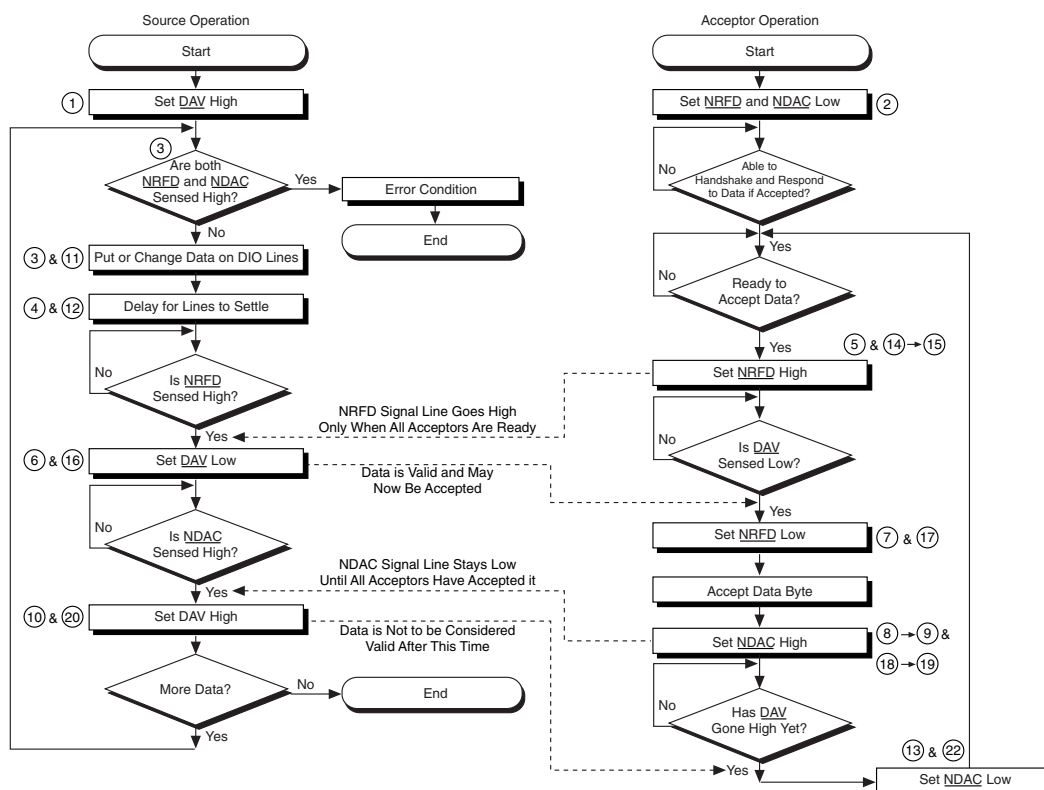 Source Operation
Start
1
Set DAV High
3
Are both
NRFD and NDAC
Sensed High?
Yes
Error Condition
End
No
3 & 11
Put or Change Data on DIO Lines
4 & 12
Delay for Lines to Settle
No
Is NRFD
Sensed High?
Yes
NRFD Signal Line Goes High
Only When All Acceptors Are Ready
6 & 16
Set DAV Low
Data is Valid and May
Now Be Accepted
No
Is NDAC
Sensed High?
Yes
NDAC Signal Line Stays Low
Until All Acceptors Have Accepted it
10 & 20
Set DAV High
Data is Not to be Considered
Valid After This Time
More Data?
No
End
Yes
Acceptor Operation
Start
Set NRFD and NDAC Low
2
No
Able to
Handshake and Respond
to Data if Accepted?
Yes
No
Ready to
Accept Data?
Yes
5 & 14 → 15
Set NRFD High
No
Is DAV
Sensed Low?
Yes
Set NRFD Low
7 & 17
Accept Data Byte
Set NDAC High
8 → 9 &
18 → 19
No
Has DAV
Gone High Yet?
Yes
13 & 22
Set NDAC Low